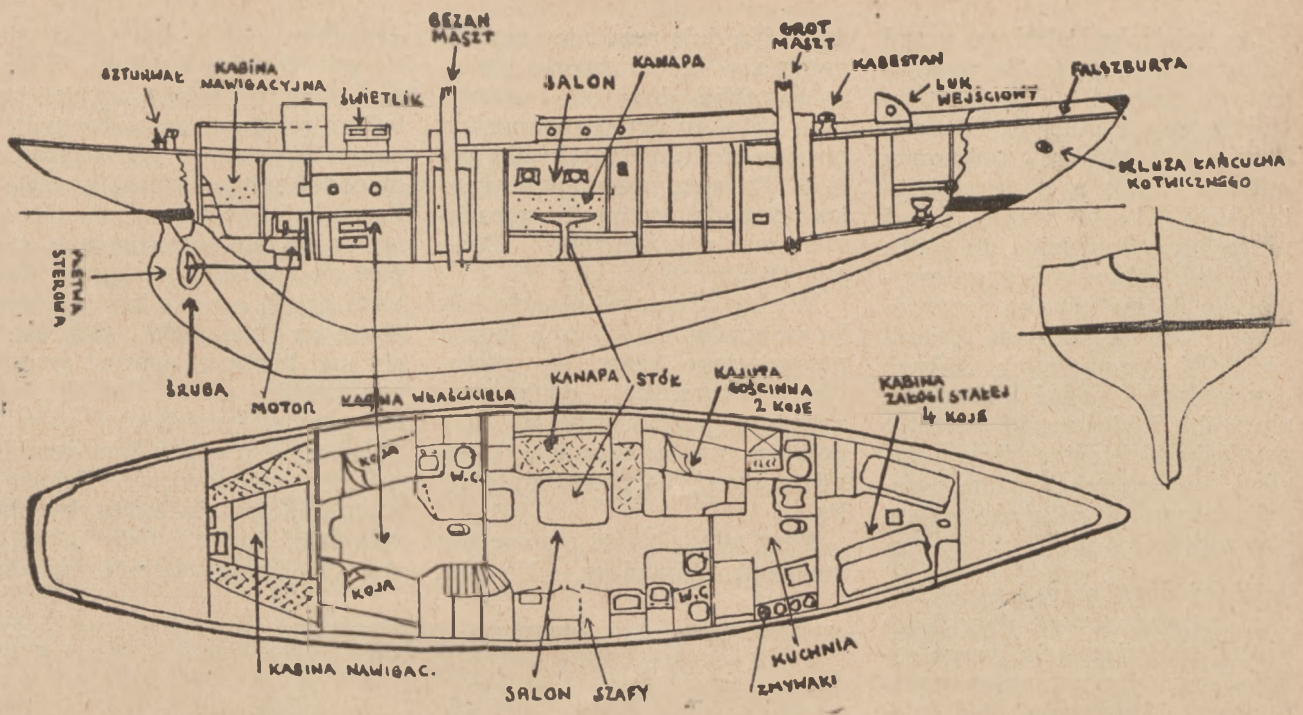 BEZAN
MASZT
GROT
MASZT
SZTURWAŁ
KABINA
NAWIGACYJNA
ŚWIETLIK
SALON
KANAPA
KABESTAN
LUK
WEJŚCIOWY
FALSZBURTA
KLUZA ŁAŃCUCHA
KOTWICZNEGO
PŁETWA
STEROWA
ŚRUBA
MOTOR
KABINA WŁAŚCICIELA
KANAPA
STÓŁ
KAJUTA
GOŚCINNA
2 KOJE
KABINA
ZAŁOGI STAŁEJ
4 KOJE
KOJA
W.C.
KOJA
W.C
KABINA NAWIGAC.
SALON
SZAFY
KUCHNIA
ZMYWAKI